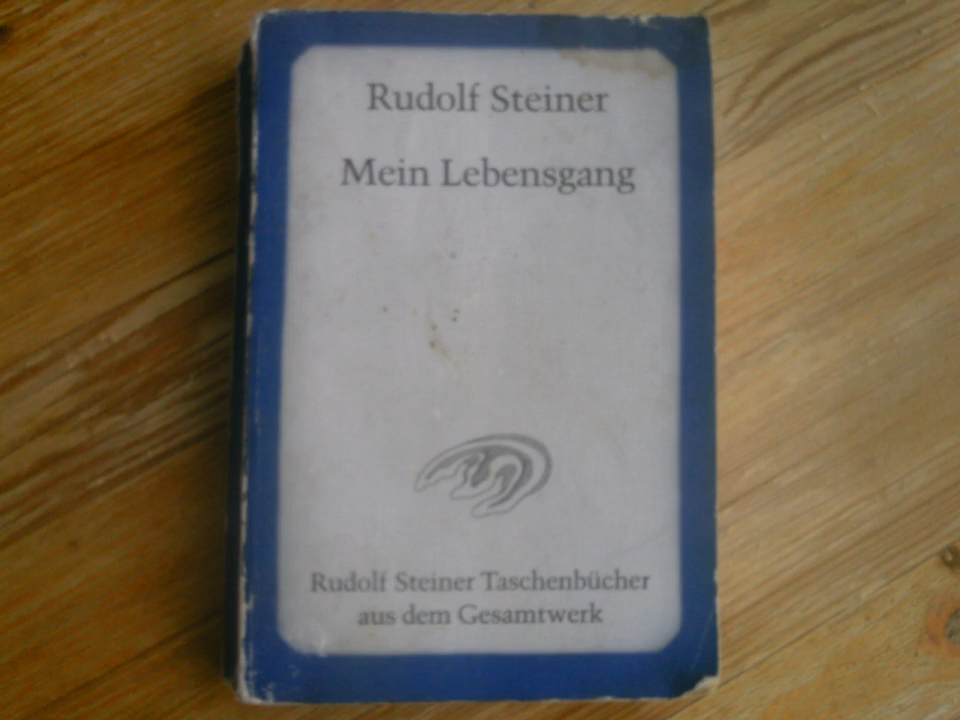 Rudolf Steiner
Mein Lebensgang
Rudolf Steiner Taschenbücher
aus dem Gesamtwerk